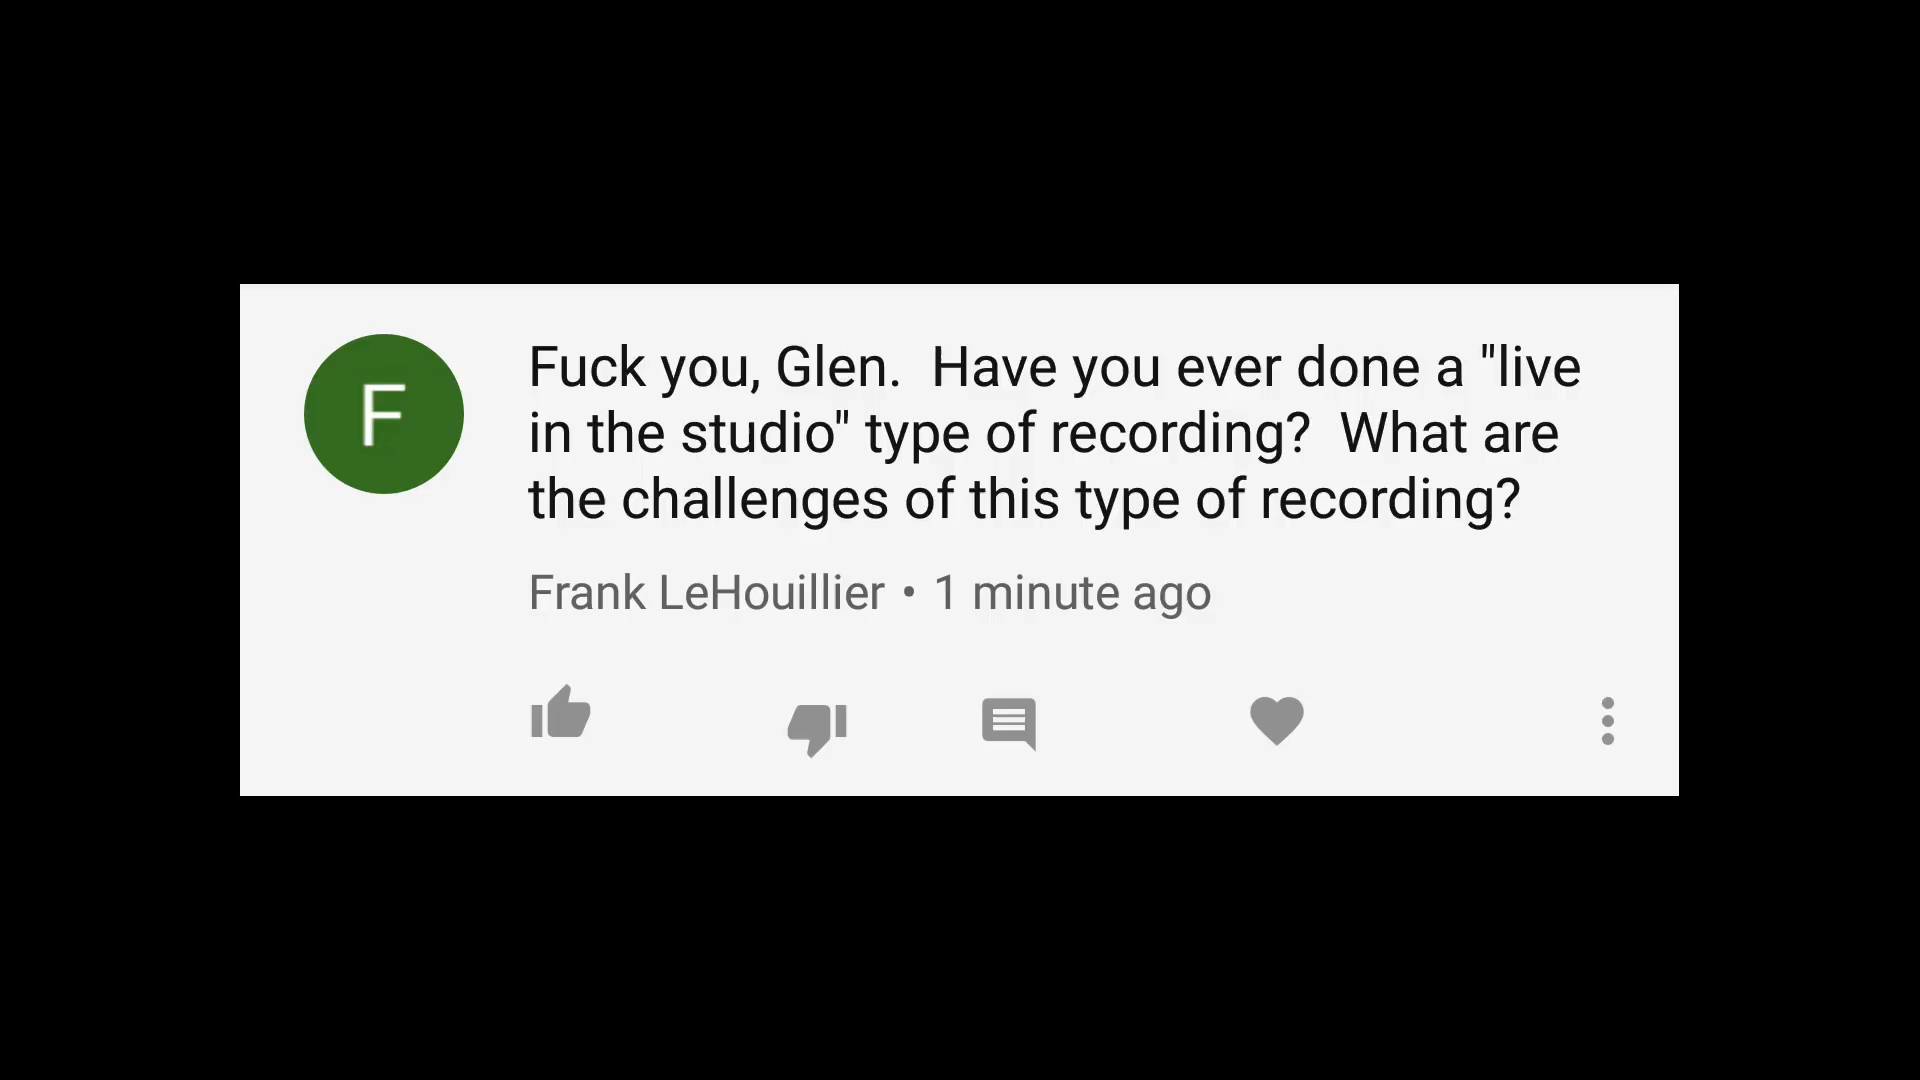 F
Fuck you, Glen.  Have you ever done a "live
in the studio" type of recording?  What are
the challenges of this type of recording?
Frank LeHouillier • 1 minute ago